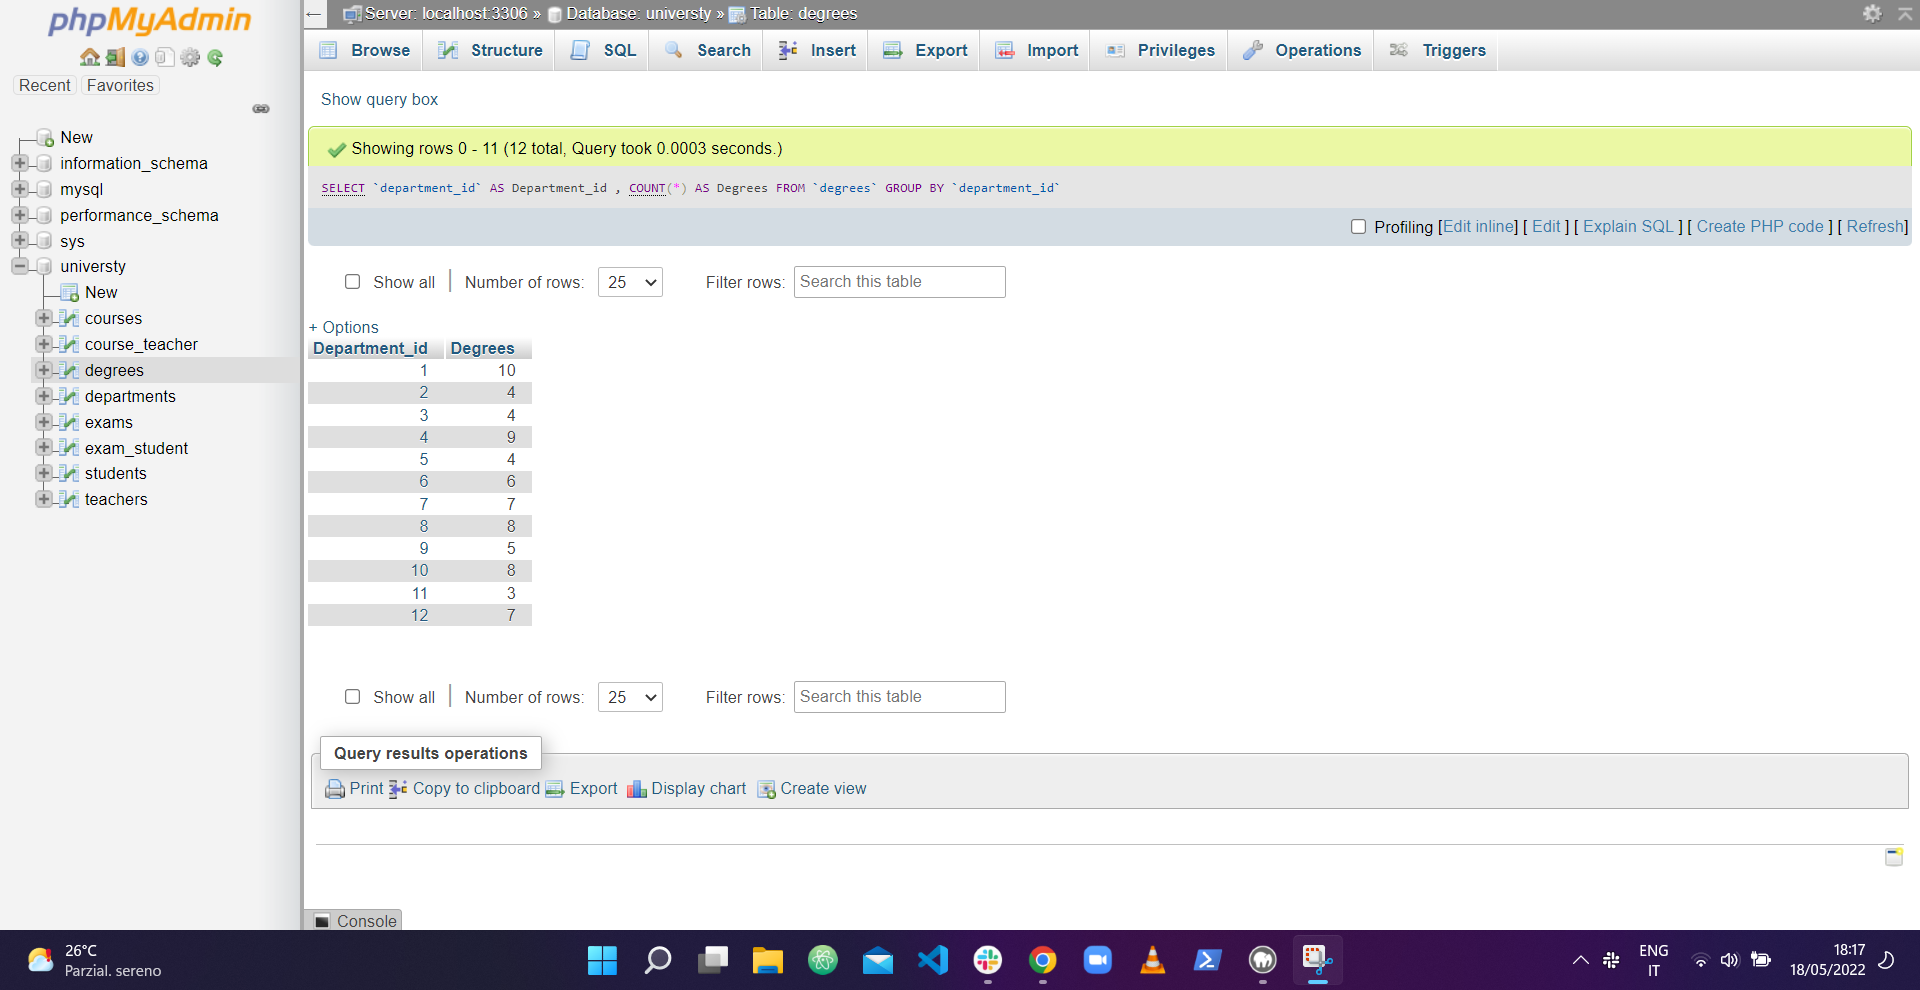 phpMyAdmin
Recent Favorites
New
information_schema
mysql
performance_schema
sys
universty
New
courses
course_teacher
degrees
departments
exams
exam_student
students
teachers
← Server: localhost:3306 » Database: universty » Table: degrees
Browse Structure SQL Search Insert Export Import Privileges Operations Triggers
Show query box
Showing rows 0 - 11 (12 total, Query took 0.0003 seconds.)
SELECT `department_id` AS Department_id , COUNT(*) AS Degrees FROM `degrees` GROUP BY `department_id`
Profiling [Edit inline] [ Edit ] [ Explain SQL ] [ Create PHP code ] [ Refresh]
Show all | Number of rows: 25 Filter rows: Search this table
+ Options
Department_id Degrees
1 10
2 4
3 4
4 9
5 4
6 6
7 7
8 8
9 5
10 8
11 3
12 7
Show all | Number of rows: 25 Filter rows: Search this table
Query results operations
Print Copy to clipboard Export Display chart Create view
Console
26°C
Parzial. sereno
ENG
IT
18:17
18/05/2022